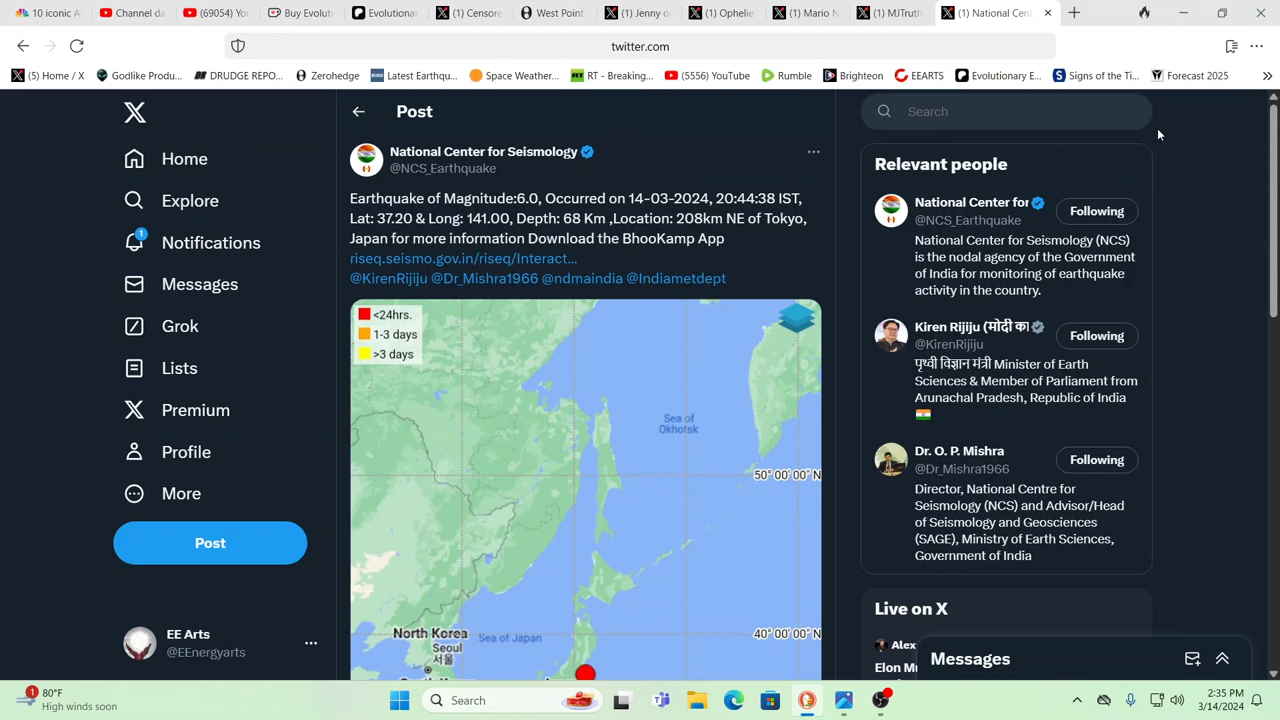 10 iconic A
Channel da
(69054) You
Buy Evoluti
Evolutionar
(1) Censore
West Point
(1) Jenny or
(1) Ophelie
(1) Mario N
(1) MJTruth
(1) National Cen
twitter.com
(5) Home / X
Godlike Produ...
DRUDGE REPO...
Zerohedge
Latest Earthqu...
Space Weather...
RT - Breaking...
(5556) YouTube
Rumble
Brighteon
EEARTS
Evolutionary E...
Signs of the Ti...
Forecast 2025
Home
Explore
1
Notifications
Messages
Grok
Lists
Premium
Profile
More
Post
EE Arts
@EEnergyarts
Post
National Center for Seismology
@NCS_Earthquake
Earthquake of Magnitude:6.0, Occurred on 14-03-2024, 20:44:38 IST,
Lat: 37.20 & Long: 141.00, Depth: 68 Km ,Location: 208km NE of Tokyo,
Japan for more information Download the BhooKamp App
riseq.seismo.gov.in/riseq/Interact...
@KirenRijiju @Dr_Mishra1966 @ndmaindia @Indiametdept
<24hrs.
1-3 days
>3 days
Sea of
Okhotsk
50° 00' 00" N
North Korea
Seoul
서울
Sea of Japan
40° 00' 00" N
Search
Relevant people
National Center for
@NCS_Earthquake
Following
National Center for Seismology (NCS)
is the nodal agency of the Government
of India for monitoring of earthquake
activity in the country.
Kiren Rijiju (मोदी का
@KirenRijiju
Following
पृथ्वी विज्ञान मंत्री Minister of Earth
Sciences & Member of Parliament from
Arunachal Pradesh, Republic of India
Dr. O. P. Mishra
@Dr_Mishra1966
Following
Director, National Centre for
Seismology (NCS) and Advisor/Head
of Seismology and Geosciences
(SAGE), Ministry of Earth Sciences,
Government of India
Live on X
Alex
Elon Mu
Messages
1
80°F
High winds soon
Search
2:35 PM
3/14/2024